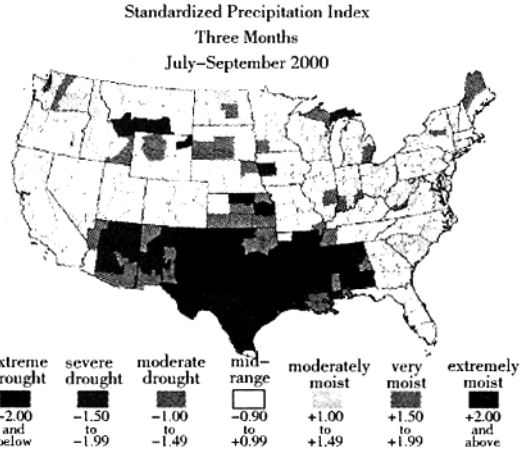 Standardized Precipitation Index
Three Months
July–September 2000
xtreme severe moderate mid– moderately very extremely
rought drought drought range moist moist moist
–2.00 –1.50 –1.00 –0.90 +1.00 +1.50 +2.00
and to to to to to and
below –1.99 –1.49 +0.99 +1.49 +1.99 above